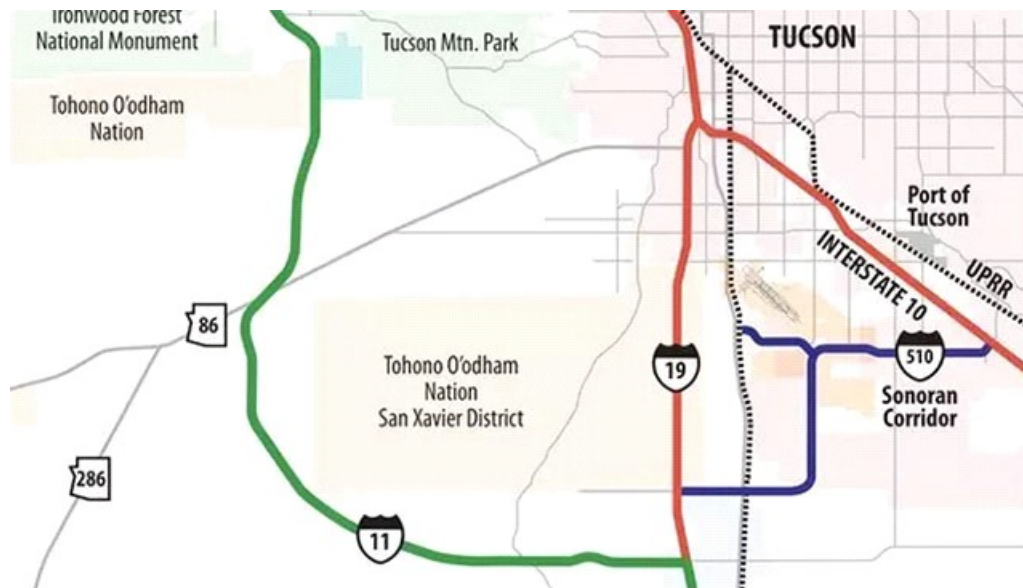 Ironwood Forest
National Monument
Tucson Mtn. Park
TUCSON
Tohono O'odham
Nation
Port of
Tucson
INTERSTATE 10
UPRR
86
Tohono O'odham
Nation
San Xavier District
19
510
Sonoran
Corridor
286
11